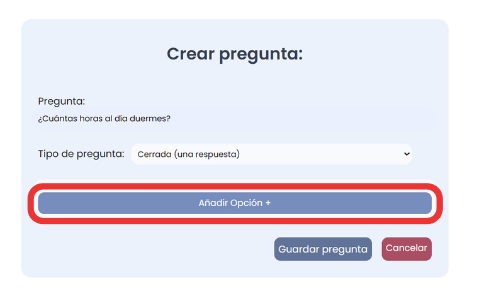 Crear pregunta:
Pregunta:
¿Cuántas horas al día duermes?
Tipo de pregunta: Cerrada (una respuesta)
Añadir Opción +
Guardar pregunta Cancelar